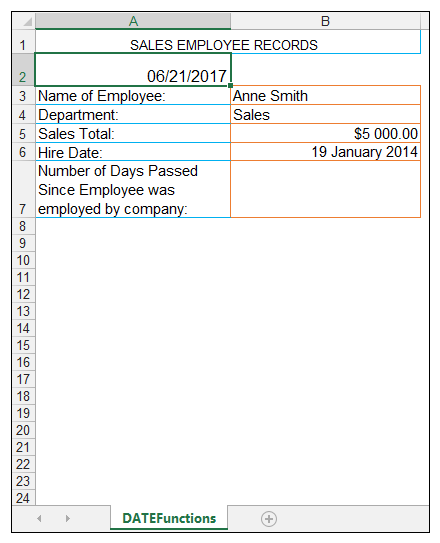 A B
1 SALES EMPLOYEE RECORDS
2 06/21/2017
3 Name of Employee: Anne Smith
4 Department: Sales
5 Sales Total: $5 000.00
6 Hire Date: 19 January 2014
Number of Days Passed
Since Employee was
7 employed by company:
8
9
10
11
12
13
14
15
16
17
18
19
20
21
22
23
24
DATEFunctions